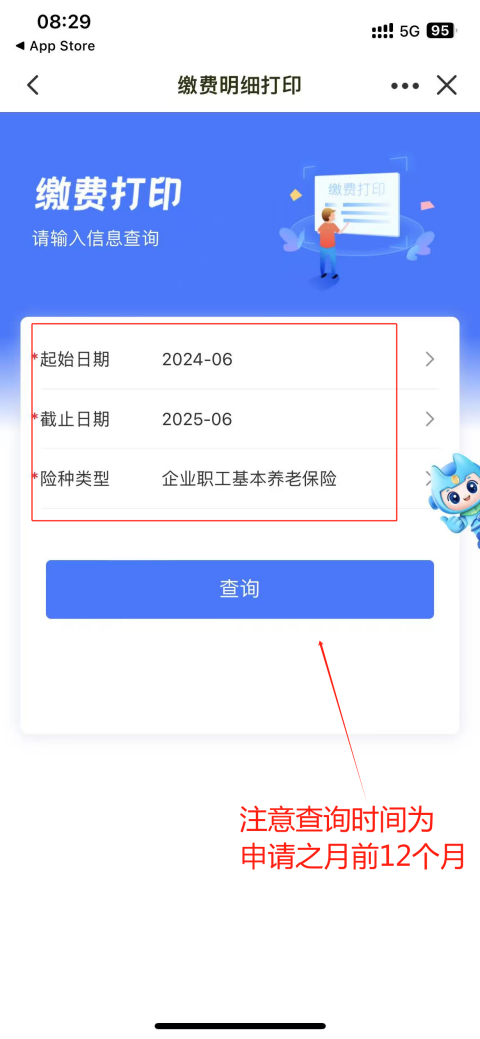 08:29
5G 95
◀ App Store
缴费明细打印
缴费打印
请输入信息查询
缴费打印
*起始日期 2024-06
*截止日期 2025-06
*险种类型 企业职工基本养老保险
查询
注意查询时间为
申请之月前12个月